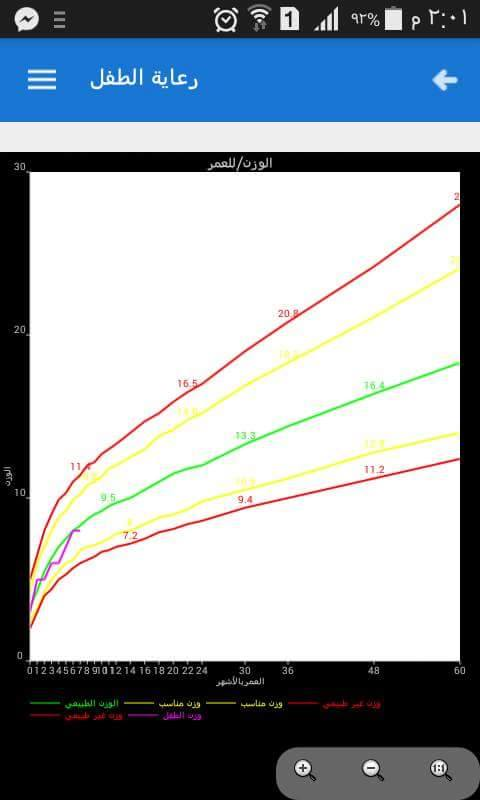 ٩٢% ٢:٠١ م
1
رعاية الطفل
الوزن/للعمر
30
20
10
0
الوزن
20.8
16.5
11.4
16.4
13.3
9.5
11.2
9.4
7.2
0 1 2 3 4 5 6 7 8 9 10 11 12 14 16 18 20 22 24 30 36 48 60
العمر بالأشهر
الوزن الطبيعي وزن مناسب وزن مناسب وزن غير طبيعي
وزن غير طبيعي وزن الطفل
1:1